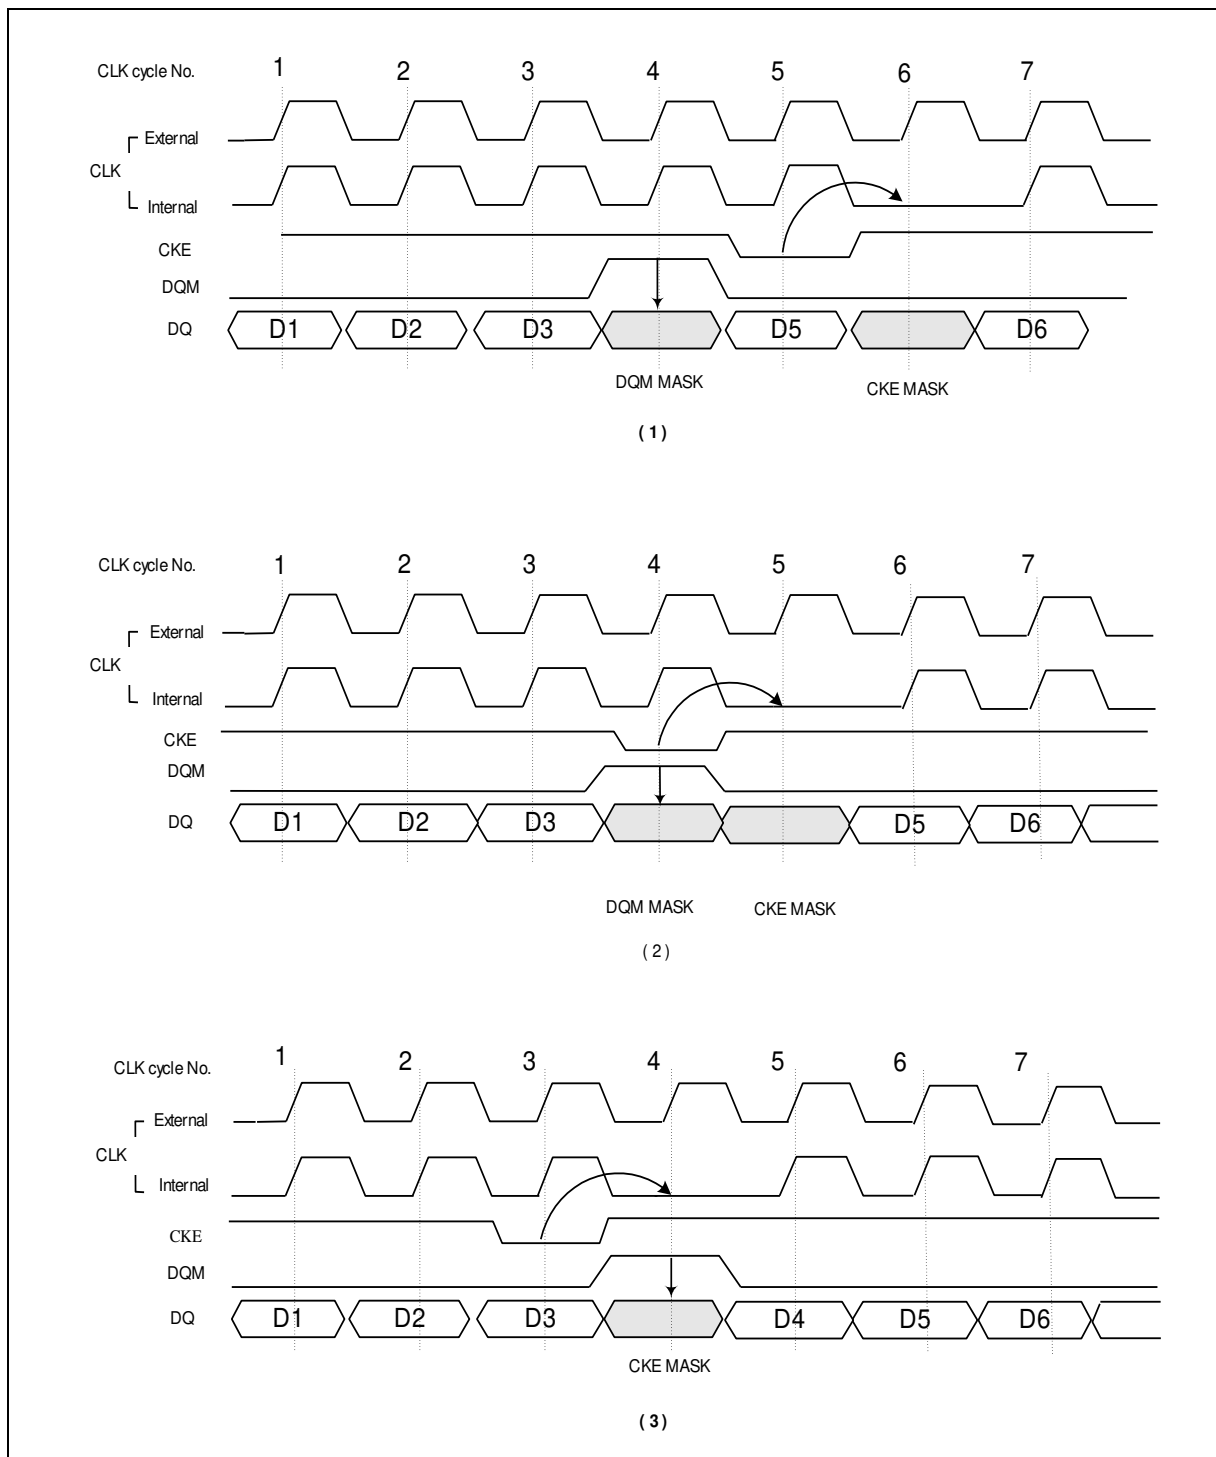 CLK cycle No. 1 2 3 4 5 6 7
External
CLK
Internal
CKE
DQM
DQ D1 D2 D3 D5 D6
DQM MASK CKE MASK
( 1 )
CLK cycle No. 1 2 3 4 5 6 7
External
CLK
Internal
CKE
DQM
DQ D1 D2 D3 D5 D6
DQM MASK CKE MASK
( 2 )
CLK cycle No. 1 2 3 4 5 6 7
External
CLK
Internal
CKE
DQM
DQ D1 D2 D3 D4 D5 D6
CKE MASK
( 3 )